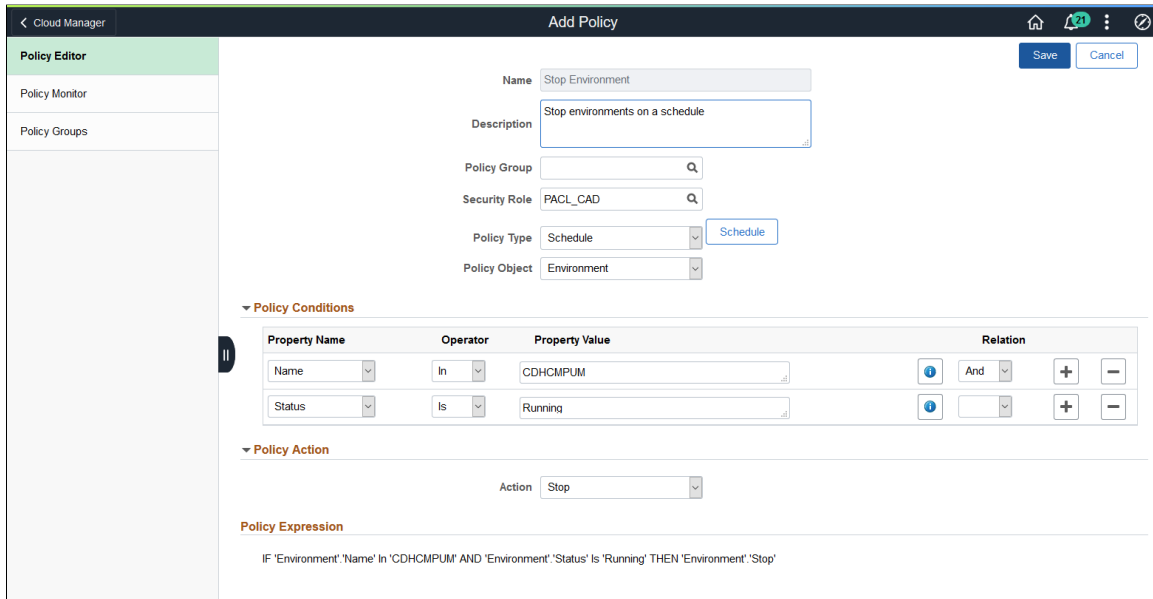 Cloud Manager
Add Policy
21
Policy Editor
Policy Monitor
Policy Groups
Save
Cancel
Name Stop Environment
Description Stop environments on a schedule
Policy Group
Security Role PACL_CAD
Policy Type Schedule Schedule
Policy Object Environment
Policy Conditions
Property Name Operator Property Value Relation
Name In CDHCMPUM And
Status Is Running
Policy Action
Action Stop
Policy Expression
IF 'Environment'.'Name' In 'CDHCMPUM' AND 'Environment'.'Status' Is 'Running' THEN 'Environment'.'Stop'